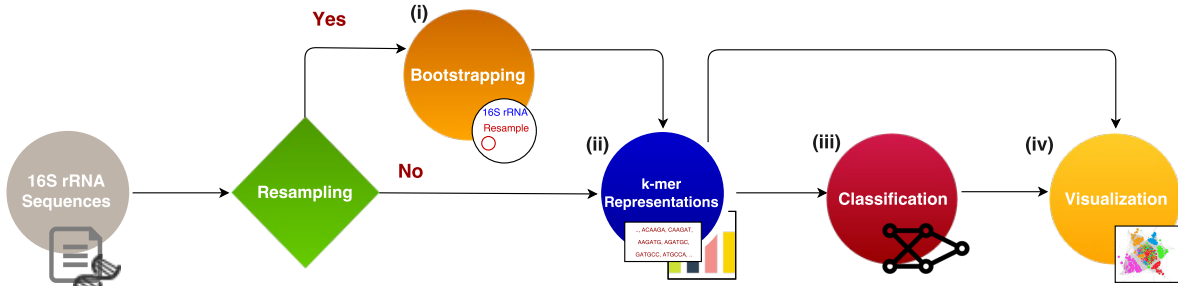 Yes
(i)
Bootstrapping
16S rRNA
Resample
16S rRNA
Sequences
Resampling
No
(ii)
k-mer
Representations
.., ACAAGA, CAAGAT,
AAGATG, AGATGC,
GATGCC, ATGCCA,...
(iii)
Classification
(iv)
Visualization